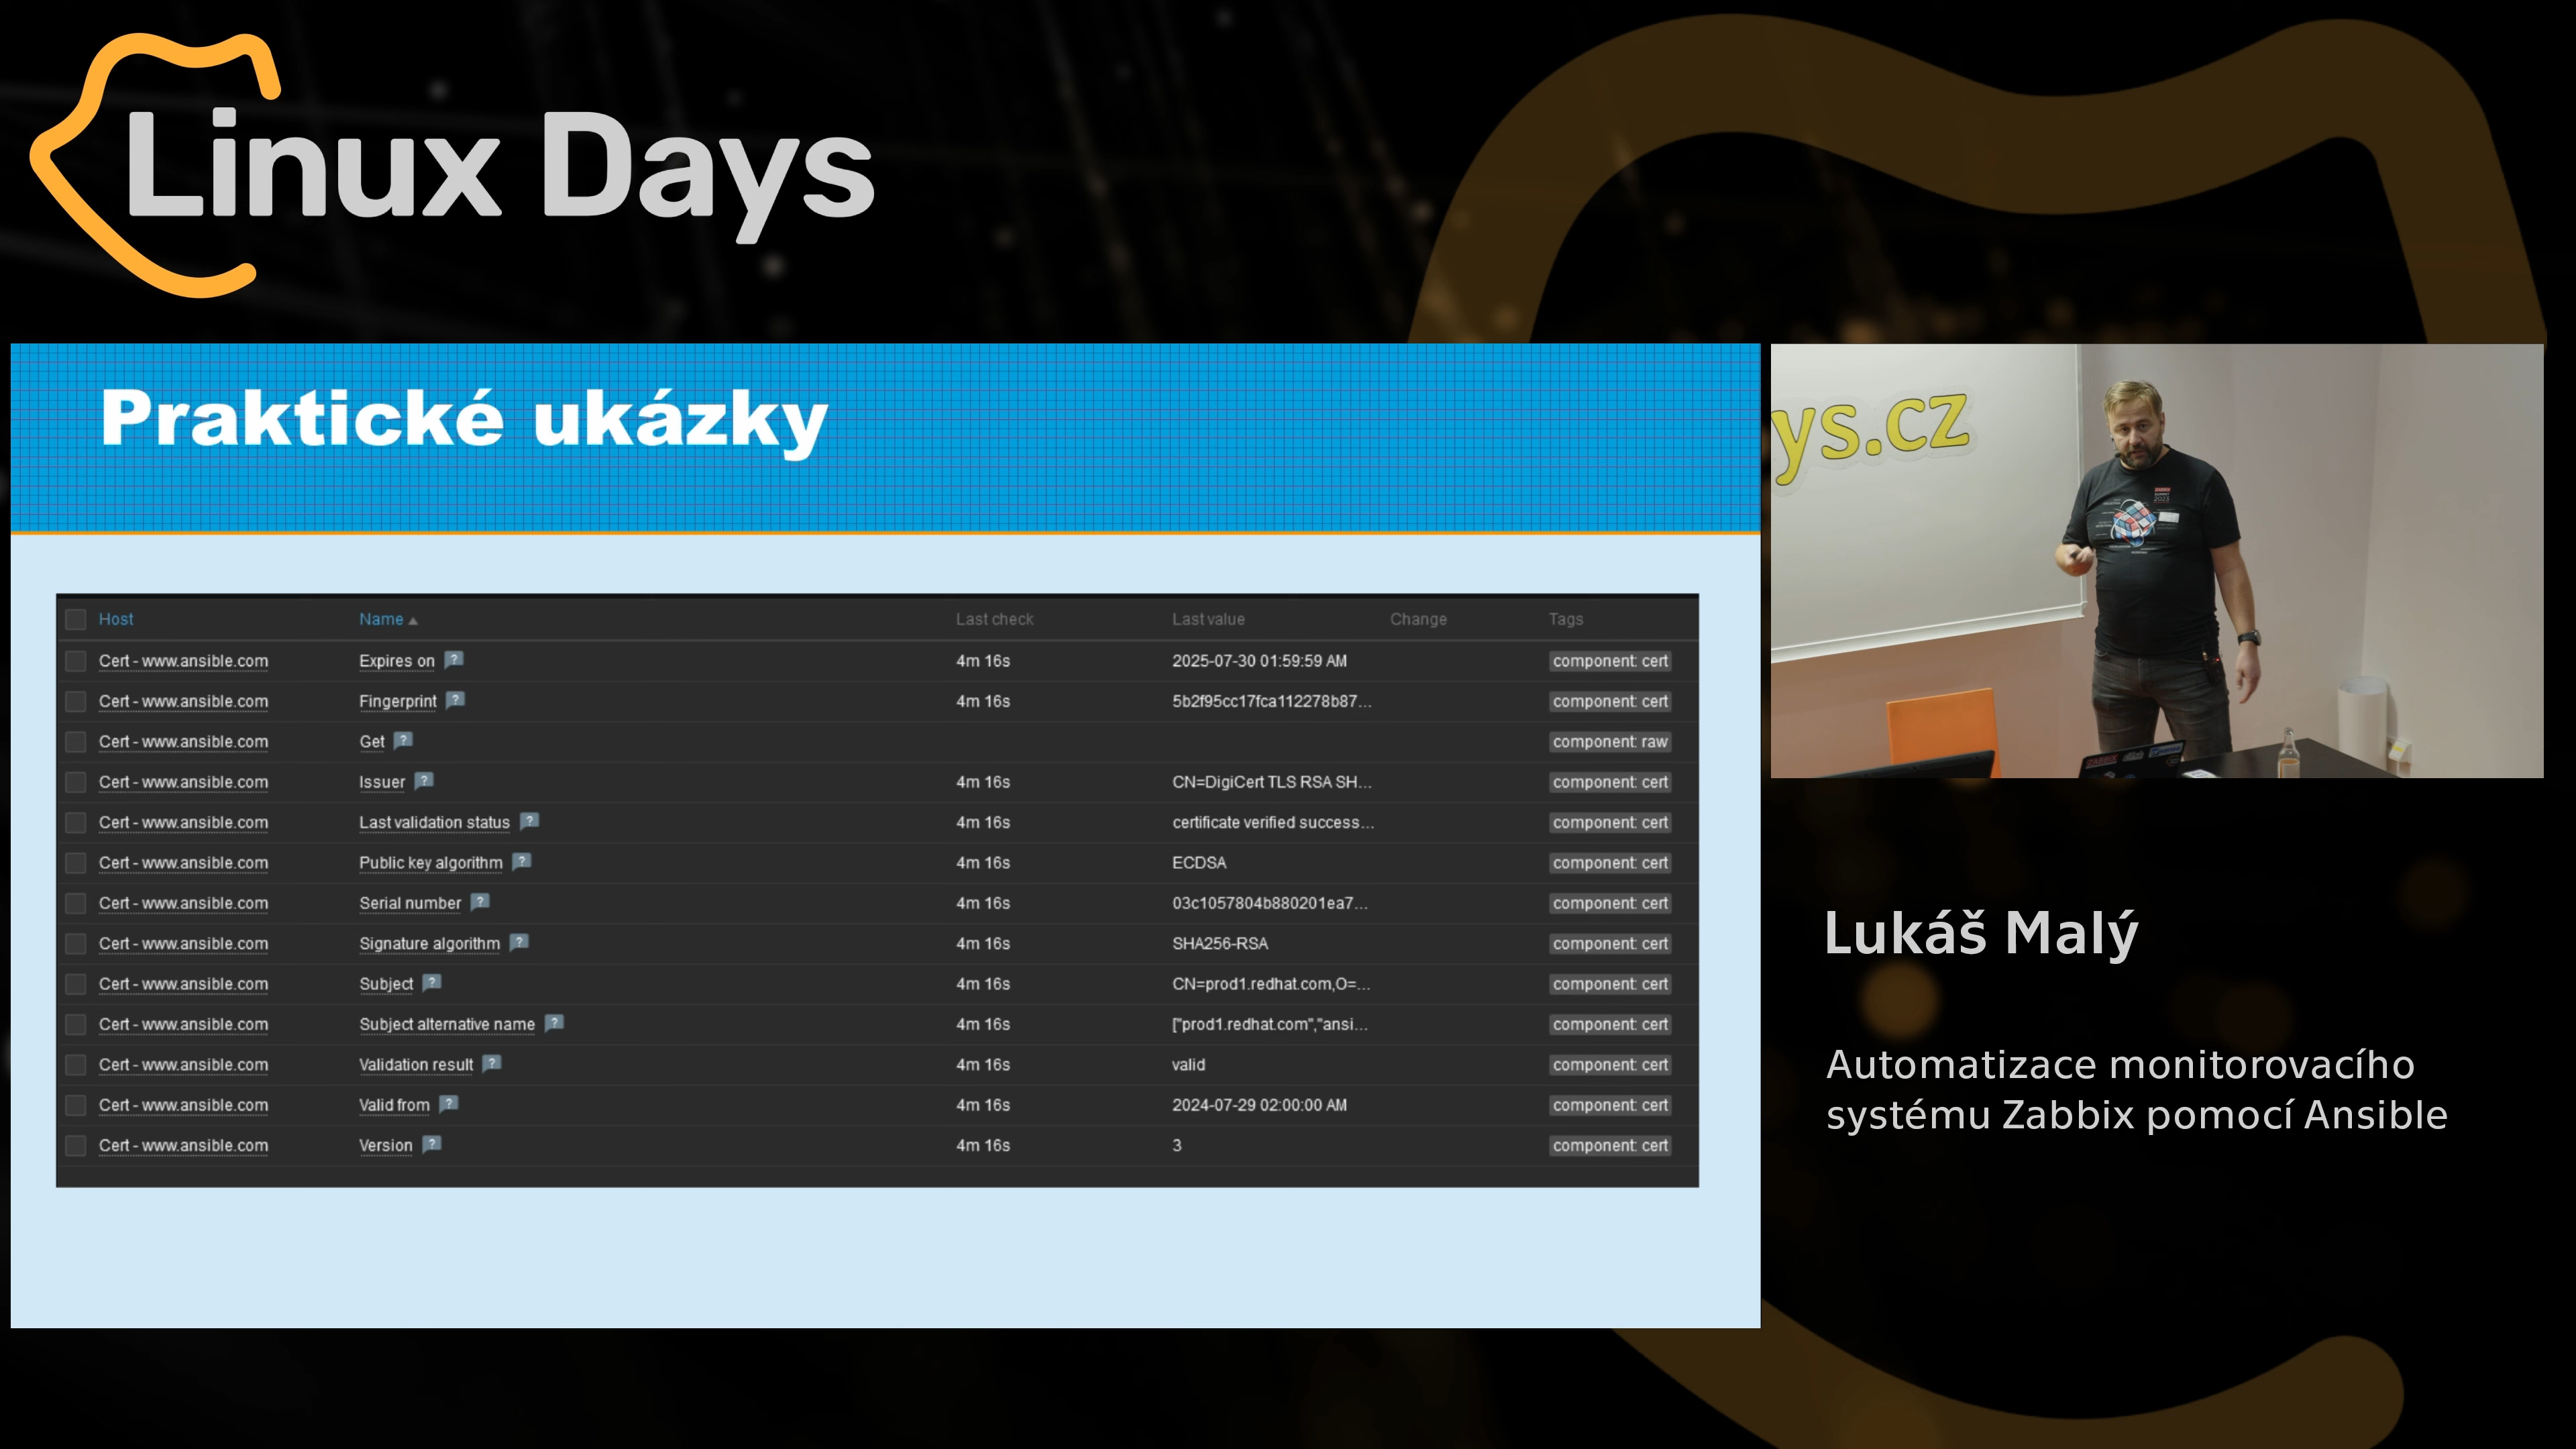 Linux Days
Praktické ukázky
Host Name Last check Last value Change Tags
Cert - www.ansible.com Expires on ? 4m 16s 2025-07-30 01:59:59 AM component: cert
Cert - www.ansible.com Fingerprint ? 4m 16s 5b2f95cc17fca112278b87... component: cert
Cert - www.ansible.com Get ? component: raw
Cert - www.ansible.com Issuer ? 4m 16s CN=DigiCert TLS RSA SH... component: cert
Cert - www.ansible.com Last validation status ? 4m 16s certificate verified success... component: cert
Cert - www.ansible.com Public key algorithm ? 4m 16s ECDSA component: cert
Cert - www.ansible.com Serial number ? 4m 16s 03c1057804b880201ea7... component: cert
Cert - www.ansible.com Signature algorithm ? 4m 16s SHA256-RSA component: cert
Cert - www.ansible.com Subject ? 4m 16s CN=prod1.redhat.com,O=... component: cert
Cert - www.ansible.com Subject alternative name ? 4m 16s ["prod1.redhat.com","ansi... component: cert
Cert - www.ansible.com Validation result ? 4m 16s valid component: cert
Cert - www.ansible.com Valid from ? 4m 16s 2024-07-29 02:00:00 AM component: cert
Cert - www.ansible.com Version ? 4m 16s 3 component: cert
ys.cz
Lukáš Malý
Automatizace monitorovacího
systému Zabbix pomocí Ansible